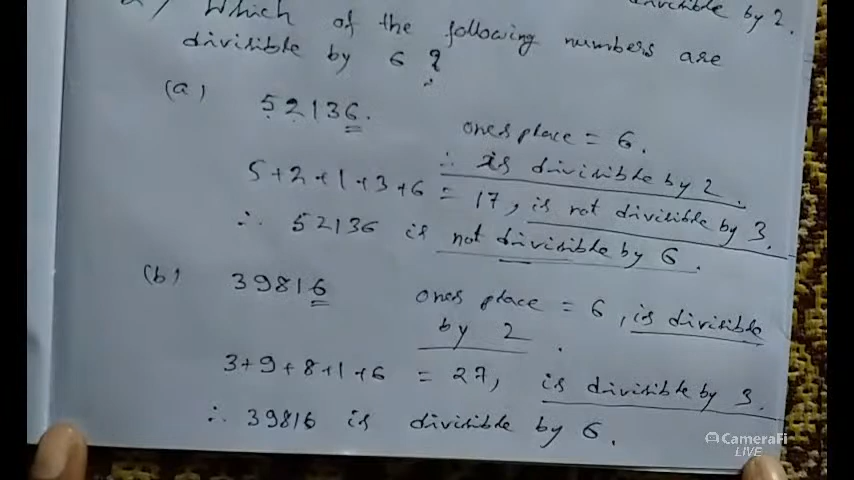 divisible by 2.
Which of the following numbers are
divisible by 6 ?
(a) 52136. ones place = 6.
∴ is divisible by 2.
5+2+1+3+6 = 17, is not divisible by 3.
∴ 52136 is not divisible by 6.
(b) 39816 ones place = 6, is divisible
by 2.
3+9+8+1+6 = 27, is divisible by 3.
∴ 39816 is divisible by 6.
CameraFi
LIVE